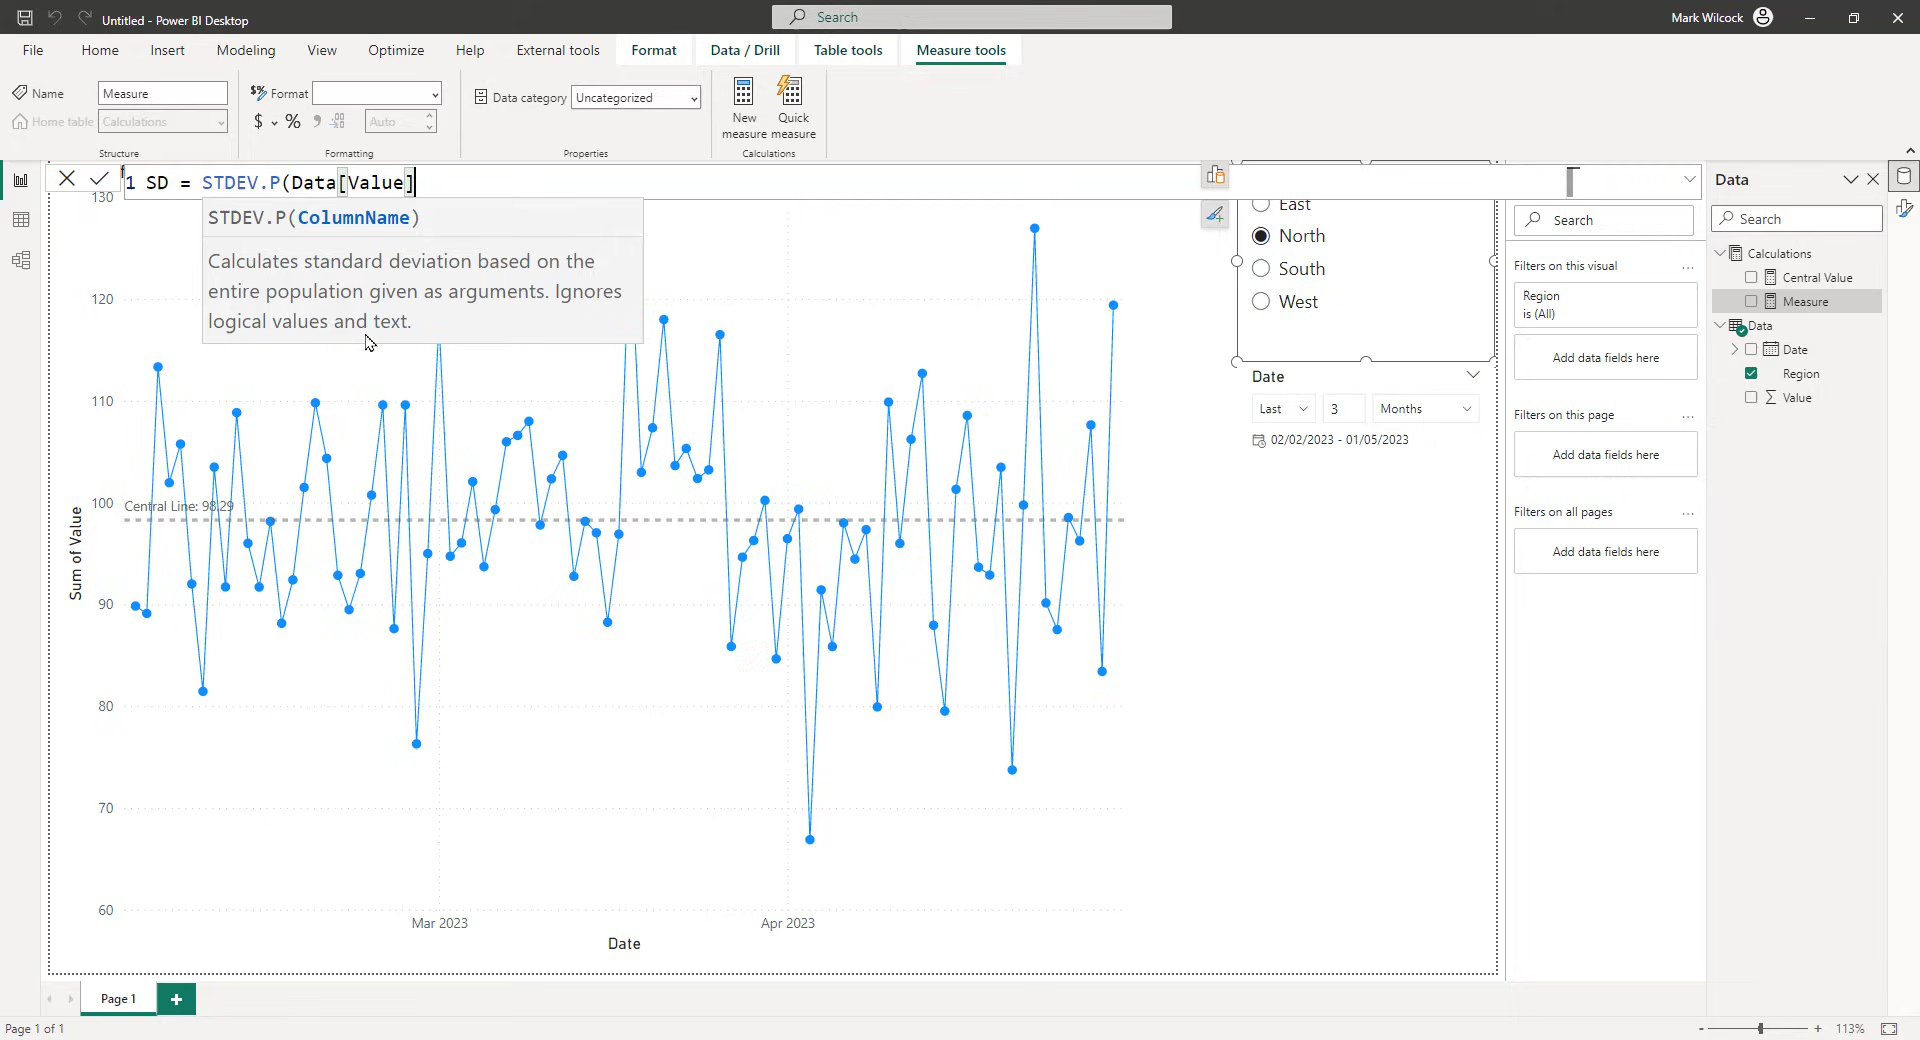 Untitled - Power BI Desktop
Search
Mark Wilcock
File
Home
Insert
Modeling
View
Optimize
Help
External tools
Format
Data / Drill
Table tools
Measure tools
Name
Measure
Home table
Calculations
Structure
$% Format
$
%
Auto
Formatting
Data category
Uncategorized
Properties
New measure
Quick measure
Calculations
1 SD = STDEV.P(Data[Value]
STDEV.P(ColumnName)
Calculates standard deviation based on the
entire population given as arguments. Ignores
logical values and text.
130
120
110
100
90
80
70
60
Central Line: 98.29
Sum of Value
Mar 2023
Apr 2023
Date
East
North
South
West
Date
Last
3
Months
02/02/2023 - 01/05/2023
Search
Filters on this visual
...
Region
is (All)
Add data fields here
Filters on this page
...
Add data fields here
Filters on all pages
...
Add data fields here
Data
Search
Calculations
Central Value
Measure
Data
Date
Region
Σ Value
Page 1
+
Page 1 of 1
- + 113%